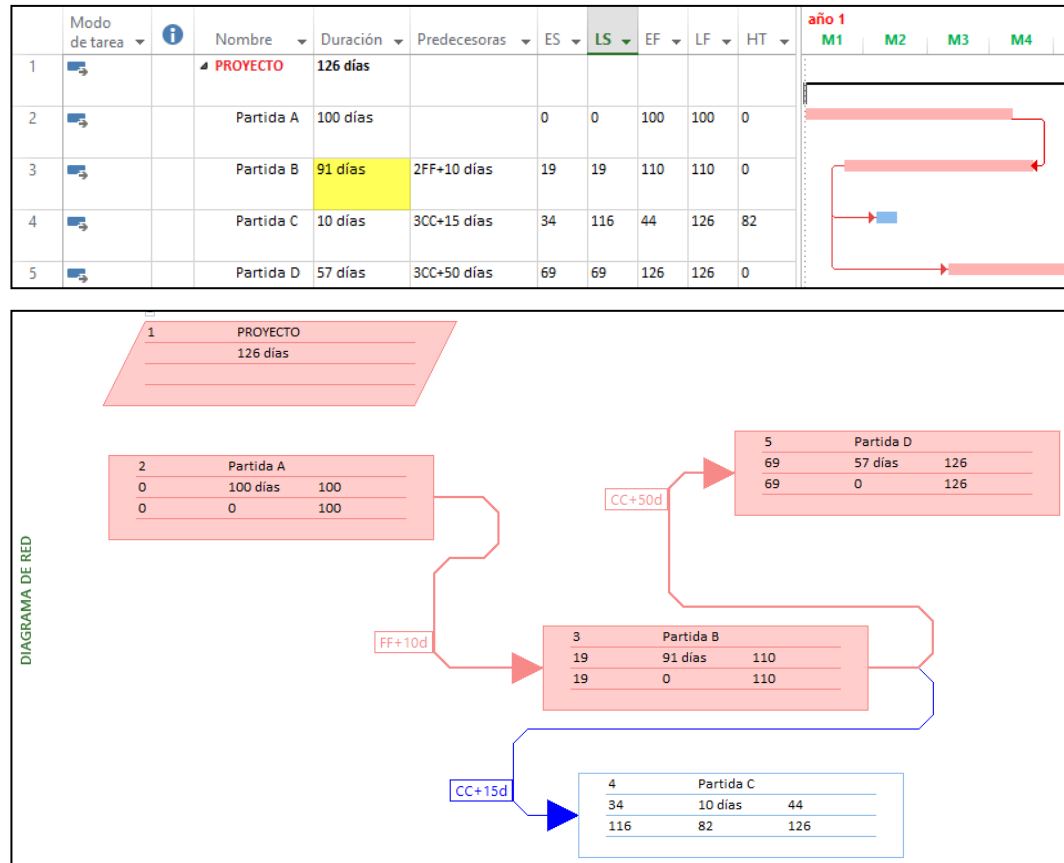 año 1
Modo
de tarea Nombre Duración Predecesoras ES LS EF LF HT M1 M2 M3 M4
1 PROYECTO 126 días
2 Partida A 100 días 0 0 100 100 0
3 Partida B 91 días 2FF+10 días 19 19 110 110 0
4 Partida C 10 días 3CC+15 días 34 116 44 126 82
5 Partida D 57 días 3CC+50 días 69 69 126 126 0
DIAGRAMA DE RED
1 PROYECTO
126 días
2 Partida A
0 100 días 100
0 0 100
5 Partida D
69 57 días 126
69 0 126
CC+50d
FF+10d
3 Partida B
19 91 días 110
19 0 110
CC+15d
4 Partida C
34 10 días 44
116 82 126